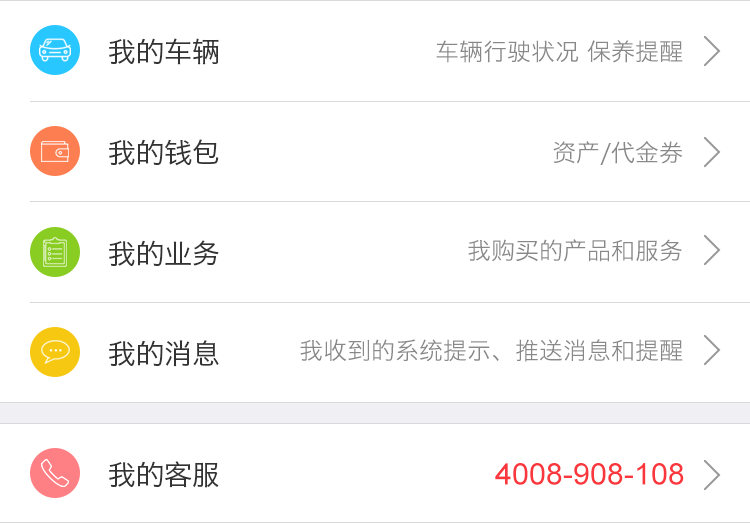 我的车辆 车辆行驶状况 保养提醒
我的钱包 资产/代金券
我的业务 我购买的产品和服务
我的消息 我收到的系统提示、推送消息和提醒
我的客服 4008-908-108